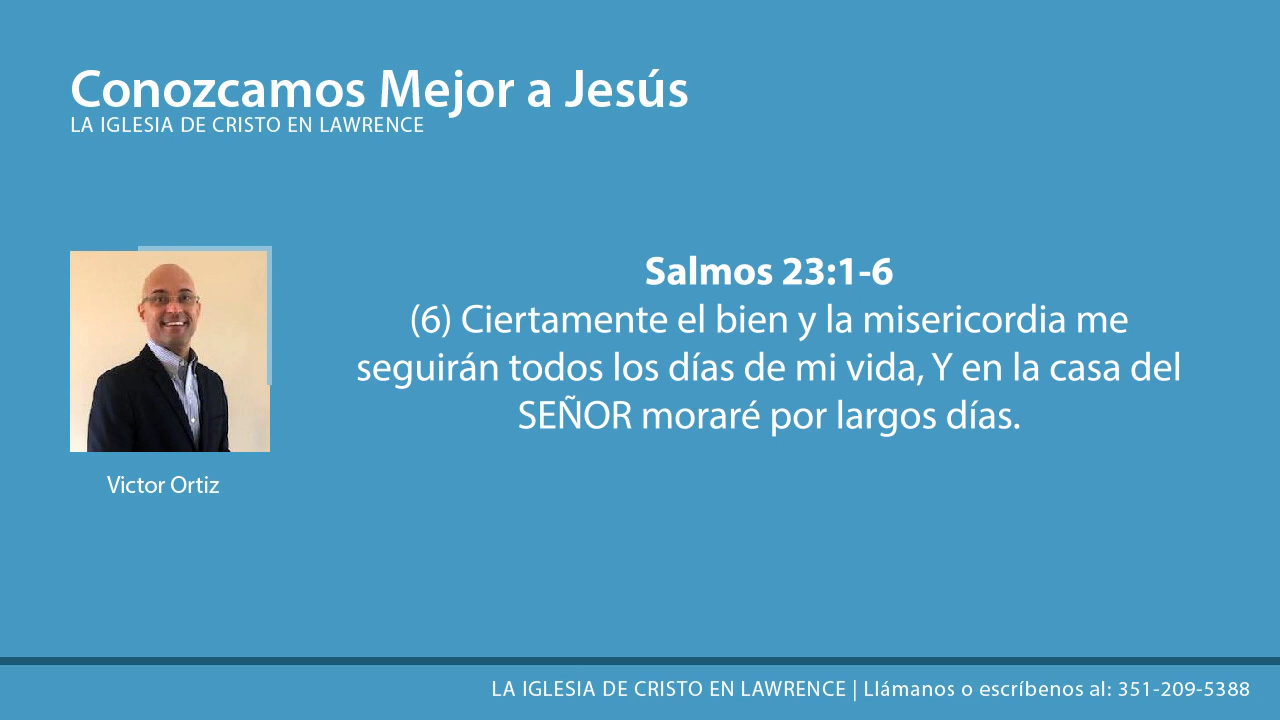 Conozcamos Mejor a Jesús
LA IGLESIA DE CRISTO EN LAWRENCE
Salmos 23:1-6
(6) Ciertamente el bien y la misericordia me
seguirán todos los días de mi vida, Y en la casa del
SEÑOR moraré por largos días.
Victor Ortiz
LA IGLESIA DE CRISTO EN LAWRENCE | Llámanos o escríbenos al: 351-209-5388